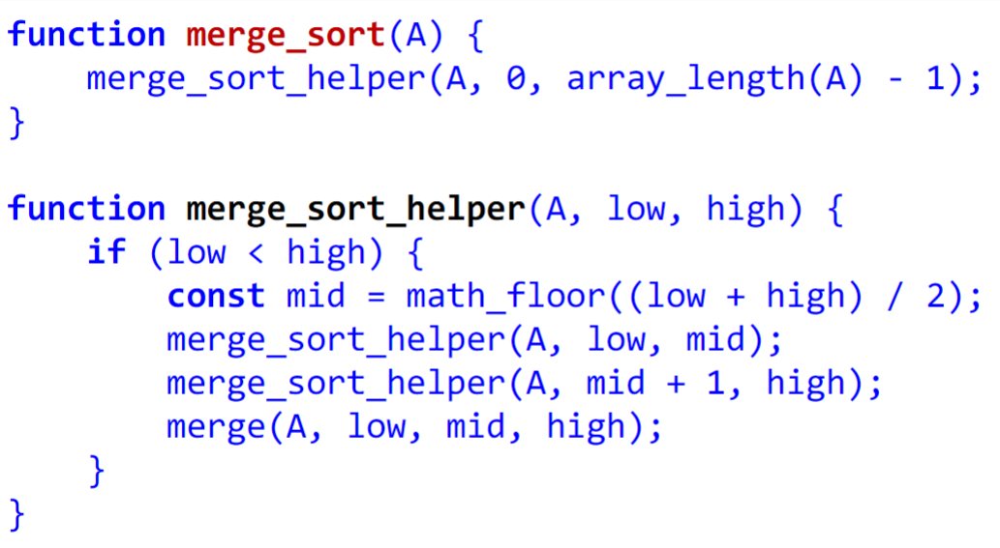 function merge_sort(A) {
    merge_sort_helper(A, 0, array_length(A) - 1);
}

function merge_sort_helper(A, low, high) {
    if (low < high) {
        const mid = math_floor((low + high) / 2);
        merge_sort_helper(A, low, mid);
        merge_sort_helper(A, mid + 1, high);
        merge(A, low, mid, high);
    }
}